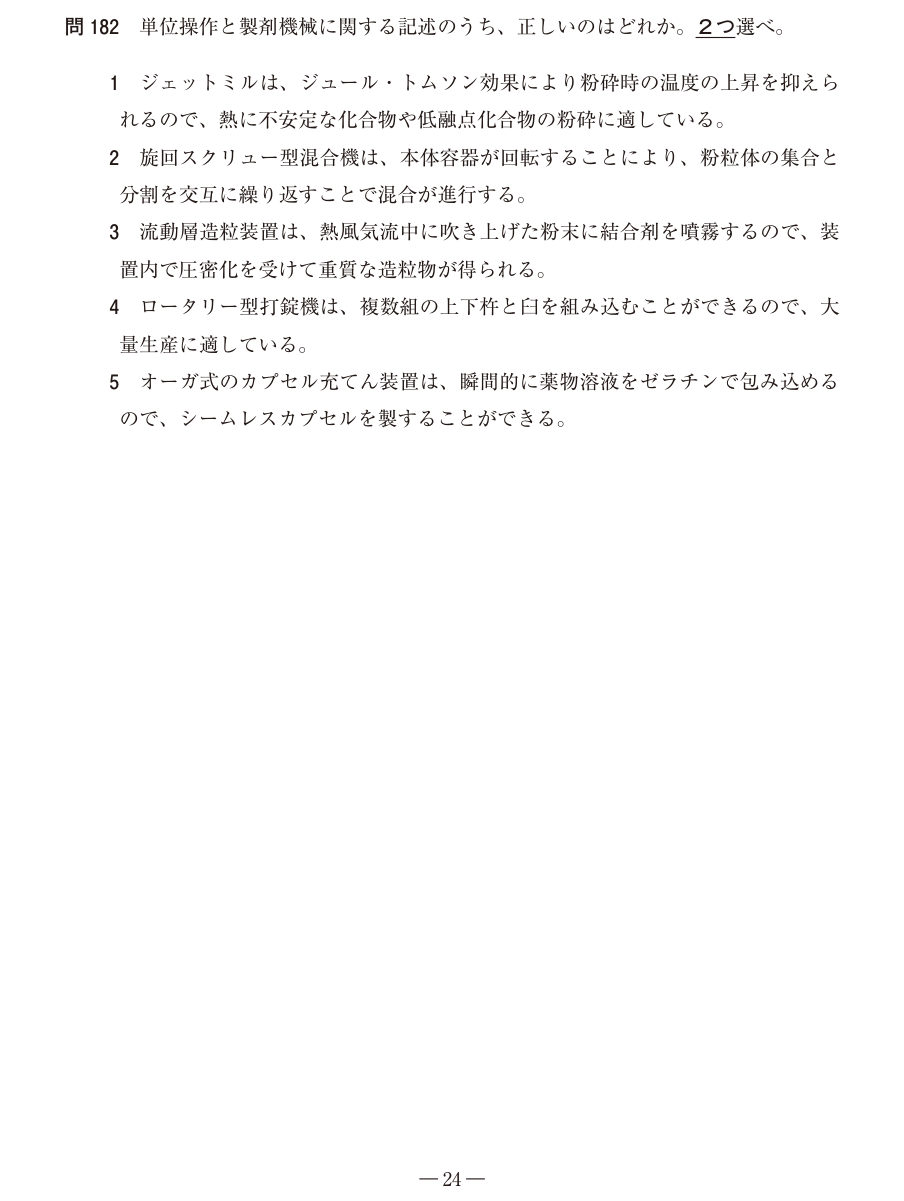 問 182　単位操作と製剤機械に関する記述のうち、正しいのはどれか。２つ選べ。
1　ジェットミルは、ジュール・トムソン効果により粉砕時の温度の上昇を抑えら
れるので、熱に不安定な化合物や低融点化合物の粉砕に適している。
2　旋回スクリュー型混合機は、本体容器が回転することにより、粉粒体の集合と
分割を交互に繰り返すことで混合が進行する。
3　流動層造粒装置は、熱風気流中に吹き上げた粉末に結合剤を噴霧するので、装
置内で圧密化を受けて重質な造粒物が得られる。
4　ロータリー型打錠機は、複数組の上下杵と臼を組み込むことができるので、大
量生産に適している。
5　オーガ式のカプセル充てん装置は、瞬間的に薬物溶液をゼラチンで包み込める
ので、シームレスカプセルを製することができる。
― 24 ―